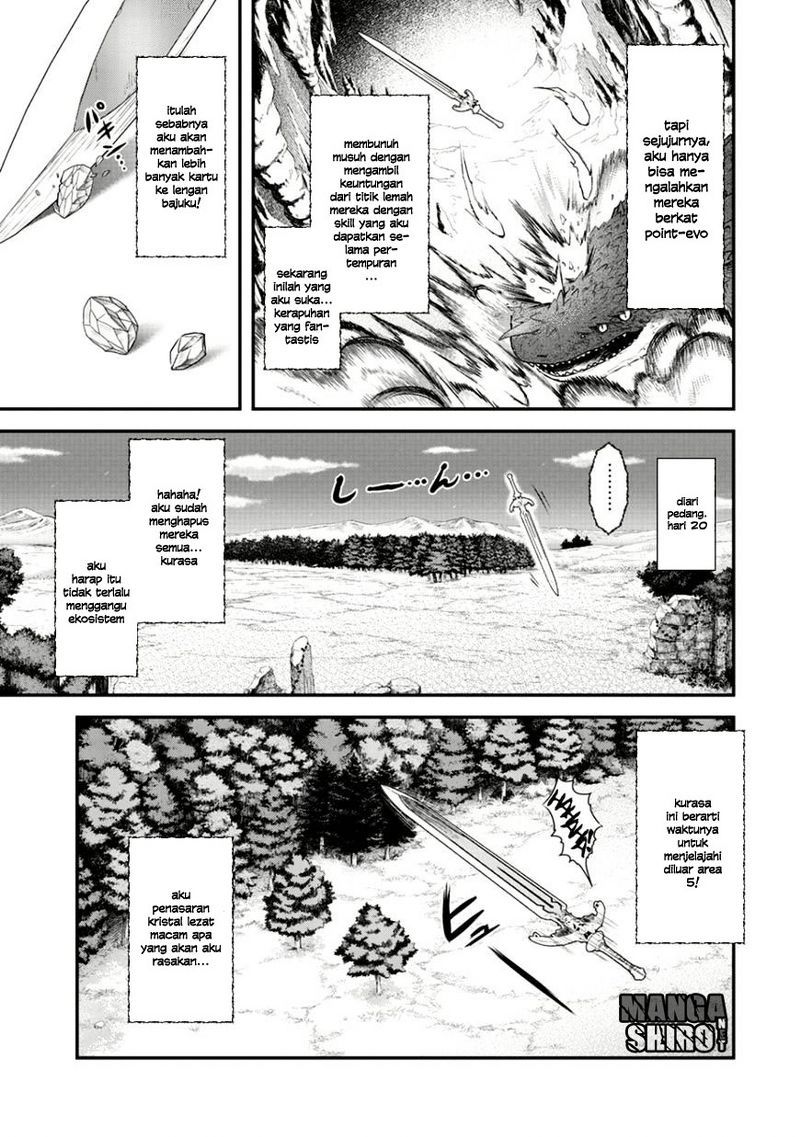 tapi
sejujurnya,
aku hanya
bisa me-
ngalahkan
mereka
berkat
point-evo
membunuh
musuh dengan
mengambil
keuntungan
dari titik lemah
mereka dengan
skill yang aku
dapatkan se-
lama per-
tempuran
...
sekarang
inilah yang
aku suka...
kerapuhan
yang fan-
tastis
itulah
sebabnya
aku akan
menambah-
kan lebih
banyak kartu
ke lengan
bajuku!
diari
pedang,
hari 20
........
しー…ん…
hahaha!
aku sudah
menghapus
mereka
semua...
kurasa
aku
harap itu
tidak terlalu
menggangu
ekosistem
kurasa
ini berarti
waktunya
untuk
menjelajahi
diluar area
5!
HAHAHA!
aku
penasaran
kristal lezat
macam apa
yang akan aku
rasakan...
MANGA
SHIRO.NET